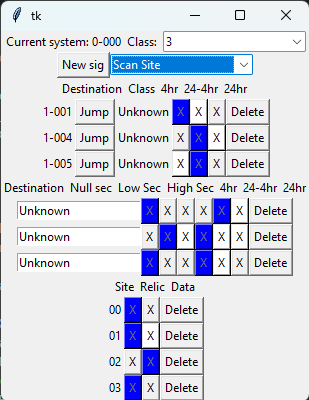 tk
Current system: 0-000 Class: 3
New sig Scan Site
Destination Class 4hr 24-4hr 24hr
1-001 Jump Unknown X X X Delete
1-004 Jump Unknown X X X Delete
1-005 Jump Unknown X X X Delete
Destination Null sec Low Sec High Sec 4hr 24-4hr 24hr
Unknown X X X X X X Delete
Unknown X X X X X X Delete
Unknown X X X X X X Delete
Site Relic Data
00 X X Delete
01 X X Delete
02 X X Delete
03 X X Delete